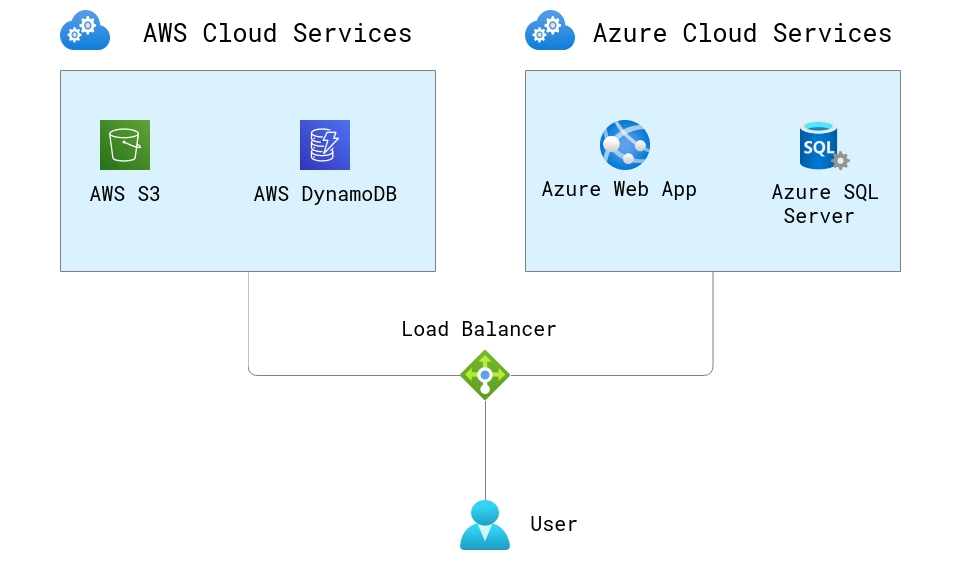 AWS Cloud Services
Azure Cloud Services
AWS S3
AWS DynamoDB
Azure Web App
SQL
Azure SQL
Server
Load Balancer
User